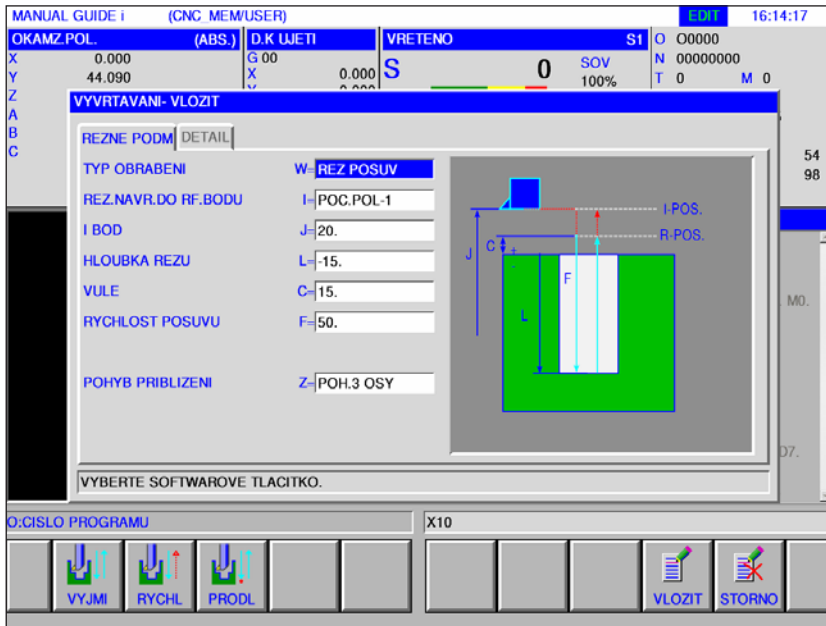 MANUAL GUIDE i (CNC_MEM/USER) EDIT 16:14:17
OKAMZ.POL. (ABS.) D.K UJETI VRETENO S1 O O0000
X 0.000 G 00 S 0 SOV 100% N 00000000
Y 44.090 X 0.000 T 0 M 0
Z
A
B
C 54
98
VYVRTAVANI- VLOZIT
REZNE PODM DETAIL
TYP OBRABENI W= REZ POSUV
REZ.NAVR.DO RF.BODU I= POC.POL-1
I BOD J= 20.
HLOUBKA REZU L= -15.
VULE C= 15.
RYCHLOST POSUVU F= 50.
POHYB PRIBLIZENI Z= POH.3 OSY
I-POS.
R-POS.
J C + -
F
L
M0.
D7.
VYBERTE SOFTWAROVE TLACITKO.
O:CISLO PROGRAMU X10
VYJMI RYCHL PRODL VLOZIT STORNO